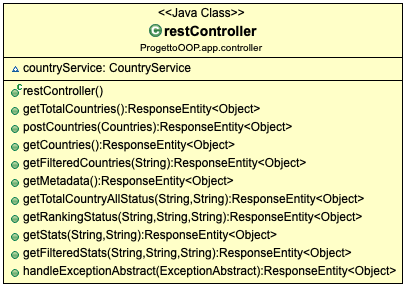 <<Java Class>>
restController
ProgettoOOP.app.controller
countryService: CountryService
restController()
getTotalCountries():ResponseEntity<Object>
postCountries(Countries):ResponseEntity<Object>
getCountries():ResponseEntity<Object>
getFilteredCountries(String):ResponseEntity<Object>
getMetadata():ResponseEntity<Object>
getTotalCountryAllStatus(String,String):ResponseEntity<Object>
getRankingStatus(String,String,String):ResponseEntity<Object>
getStats(String,String):ResponseEntity<Object>
getFilteredStats(String,String,String):ResponseEntity<Object>
handleExceptionAbstract(ExceptionAbstract):ResponseEntity<Object>